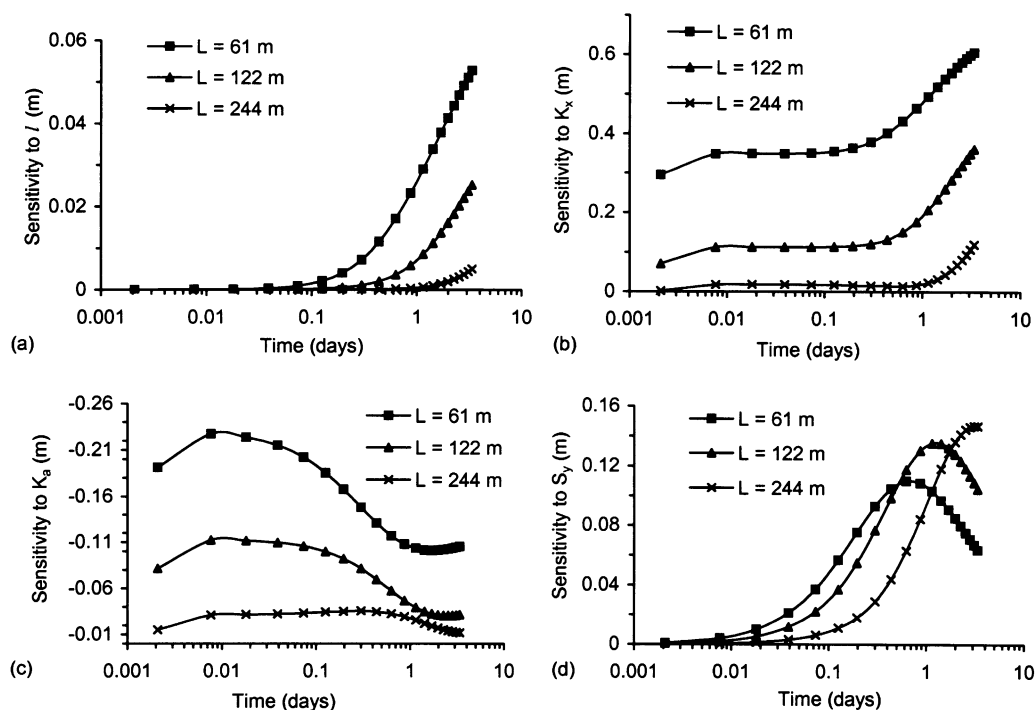 0.06
0.04
0.02
0
Sensitivity to l (m)
L = 61 m
L = 122 m
L = 244 m
0.001
0.01
0.1
1
10
(a)
Time (days)
0.6
0.4
0.2
0.0
Sensitivity to Kx (m)
L = 61 m
L = 122 m
L = 244 m
0.001
0.01
0.1
1
10
(b)
Time (days)
-0.26
-0.21
-0.16
-0.11
-0.06
-0.01
Sensitivity to Ka (m)
L = 61 m
L = 122 m
L = 244 m
0.001
0.01
0.1
1
10
(c)
Time (days)
0.16
0.12
0.08
0.04
0
Sensitivity to Sy (m)
L = 61 m
L = 122 m
L = 244 m
0.001
0.01
0.1
1
10
(d)
Time (days)